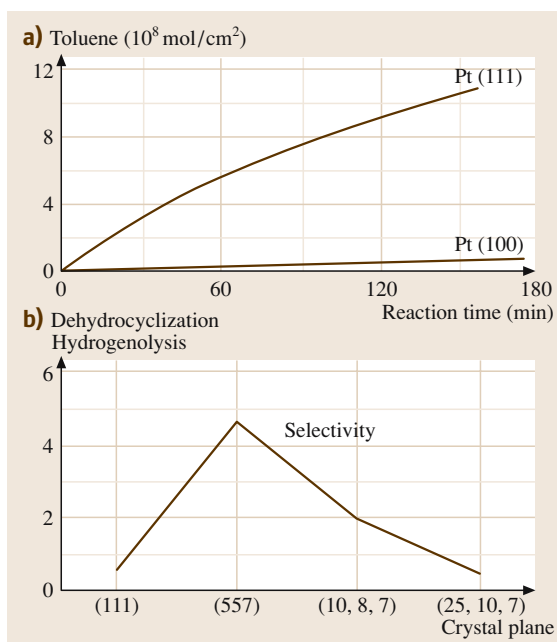 a) Toluene (10⁸ mol/cm²)
12
Pt (111)
8
4
Pt (100)
0
0 60 120 180
Reaction time (min)
b) Dehydrocyclization
Hydrogenolysis
6
Selectivity
4
2
0
(111) (557) (10, 8, 7) (25, 10, 7)
Crystal plane